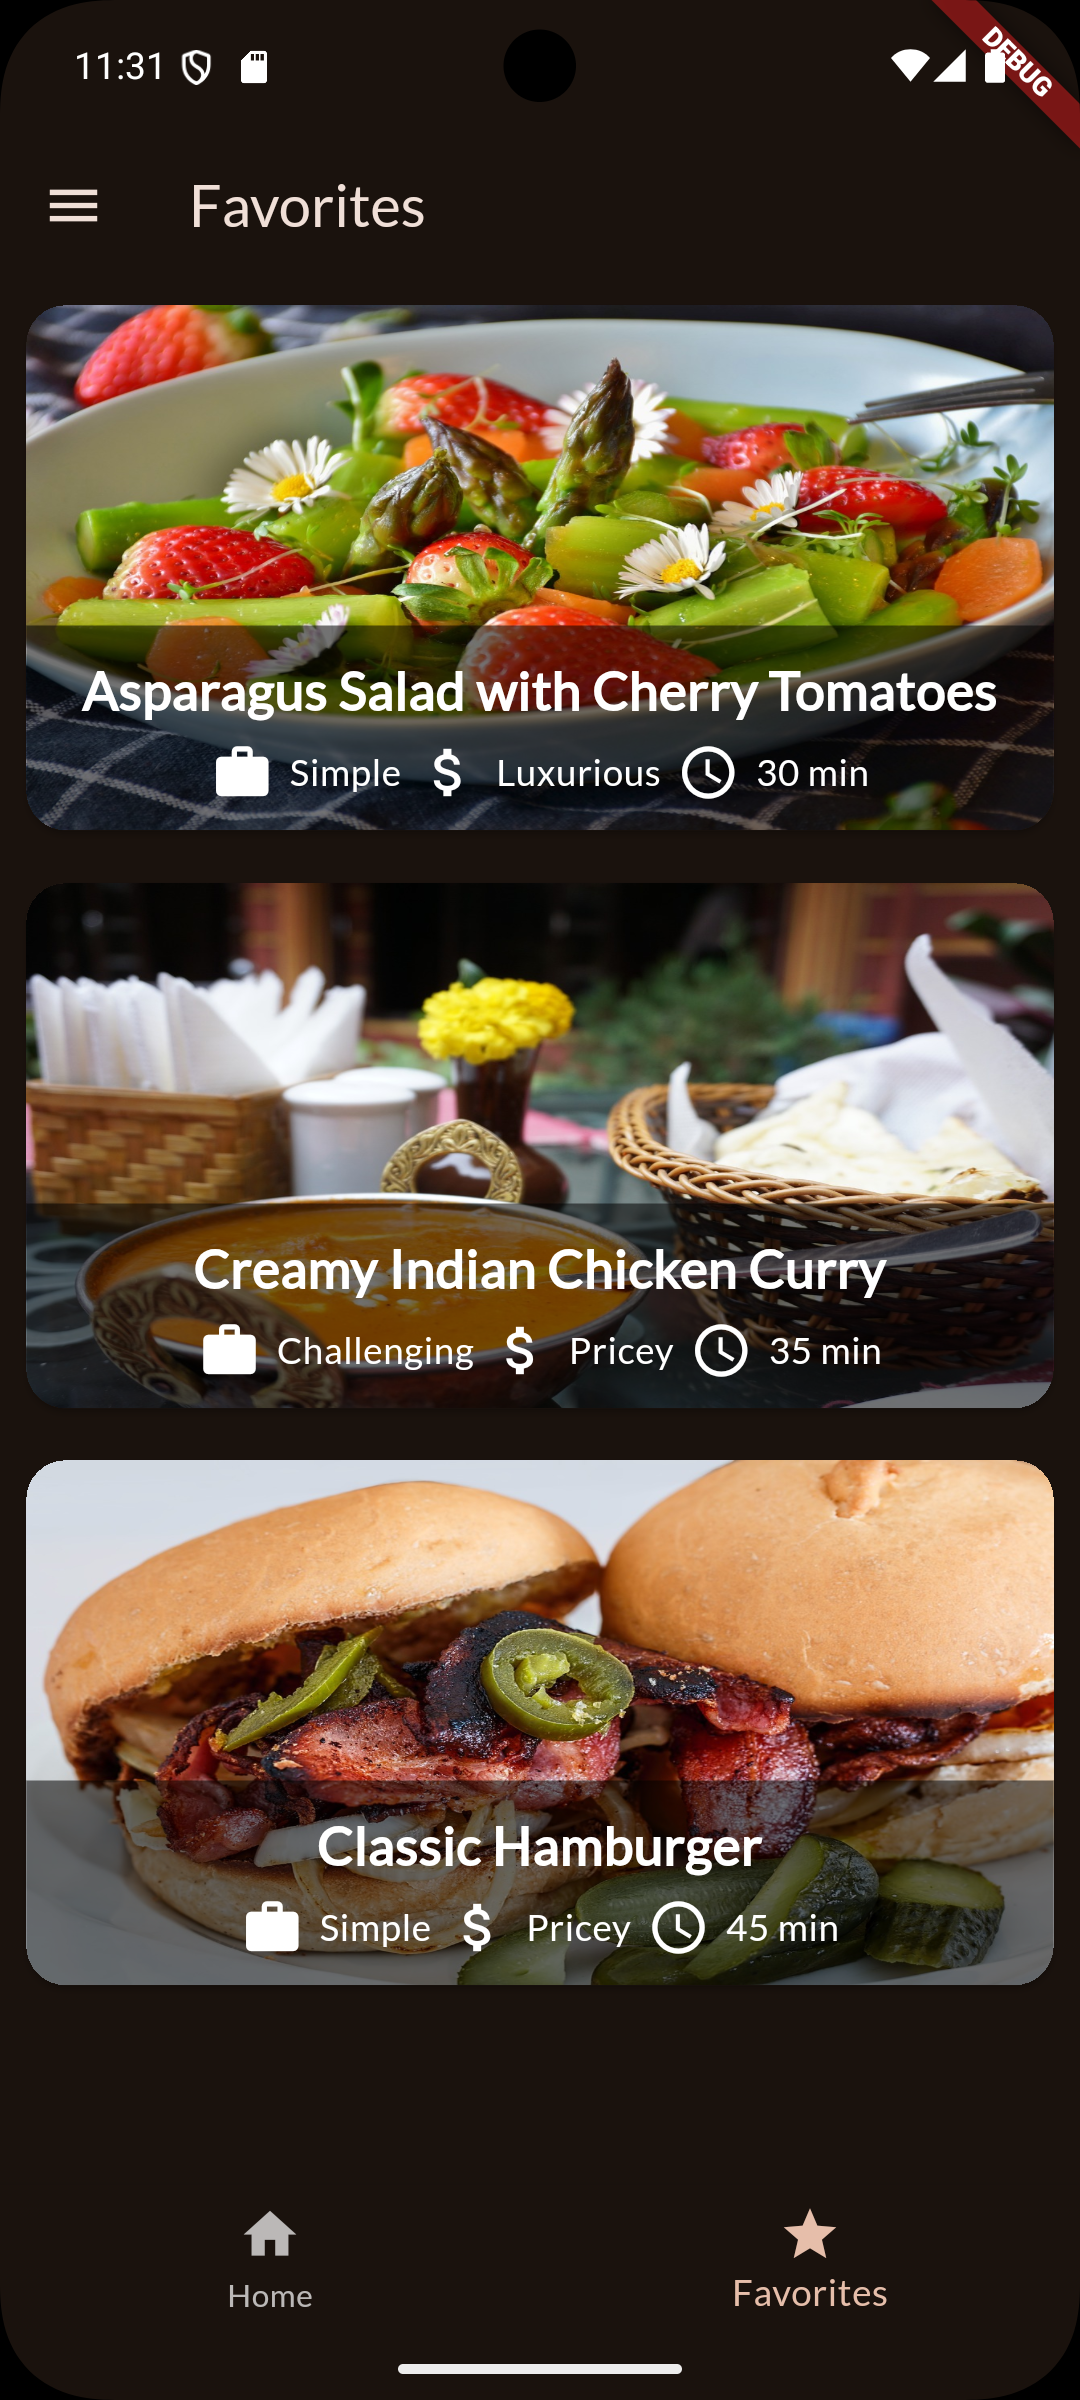 11:31
DEBUG
Favorites
Asparagus Salad with Cherry Tomatoes
Simple $ Luxurious 30 min
Creamy Indian Chicken Curry
Challenging $ Pricey 35 min
Classic Hamburger
Simple $ Pricey 45 min
Home
Favorites